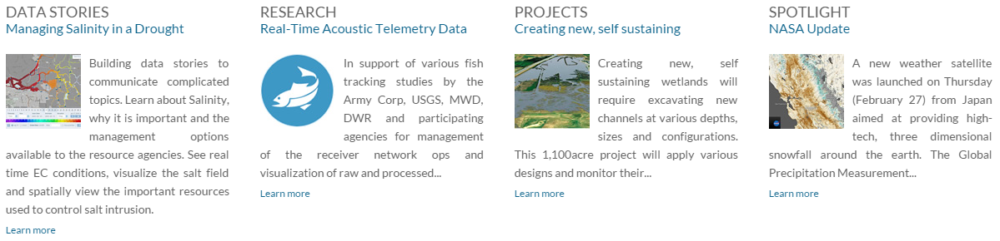 DATA STORIES
Managing Salinity in a Drought
Building data stories to
communicate complicated
topics. Learn about Salinity,
why it is important and the
management options
available to the resource agencies. See real
time EC conditions, visualize the salt field
and spatially view the important resources
used to control salt intrusion.
Learn more
RESEARCH
Real-Time Acoustic Telemetry Data
In support of various fish
tracking studies by the
Army Corp, USGS, MWD,
DWR and participating
agencies for management
of the receiver network ops and
visualization of raw and processed...
Learn more
PROJECTS
Creating new, self sustaining
Creating new, self
sustaining wetlands will
require excavating new
channels at various depths,
sizes and configurations.
This 1,100acre project will apply various
designs and monitor their...
Learn more
SPOTLIGHT
NASA Update
A new weather satellite
was launched on Thursday
(February 27) from Japan
aimed at providing high-
tech, three dimensional
snowfall around the earth. The Global
Precipitation Measurement...
Learn more